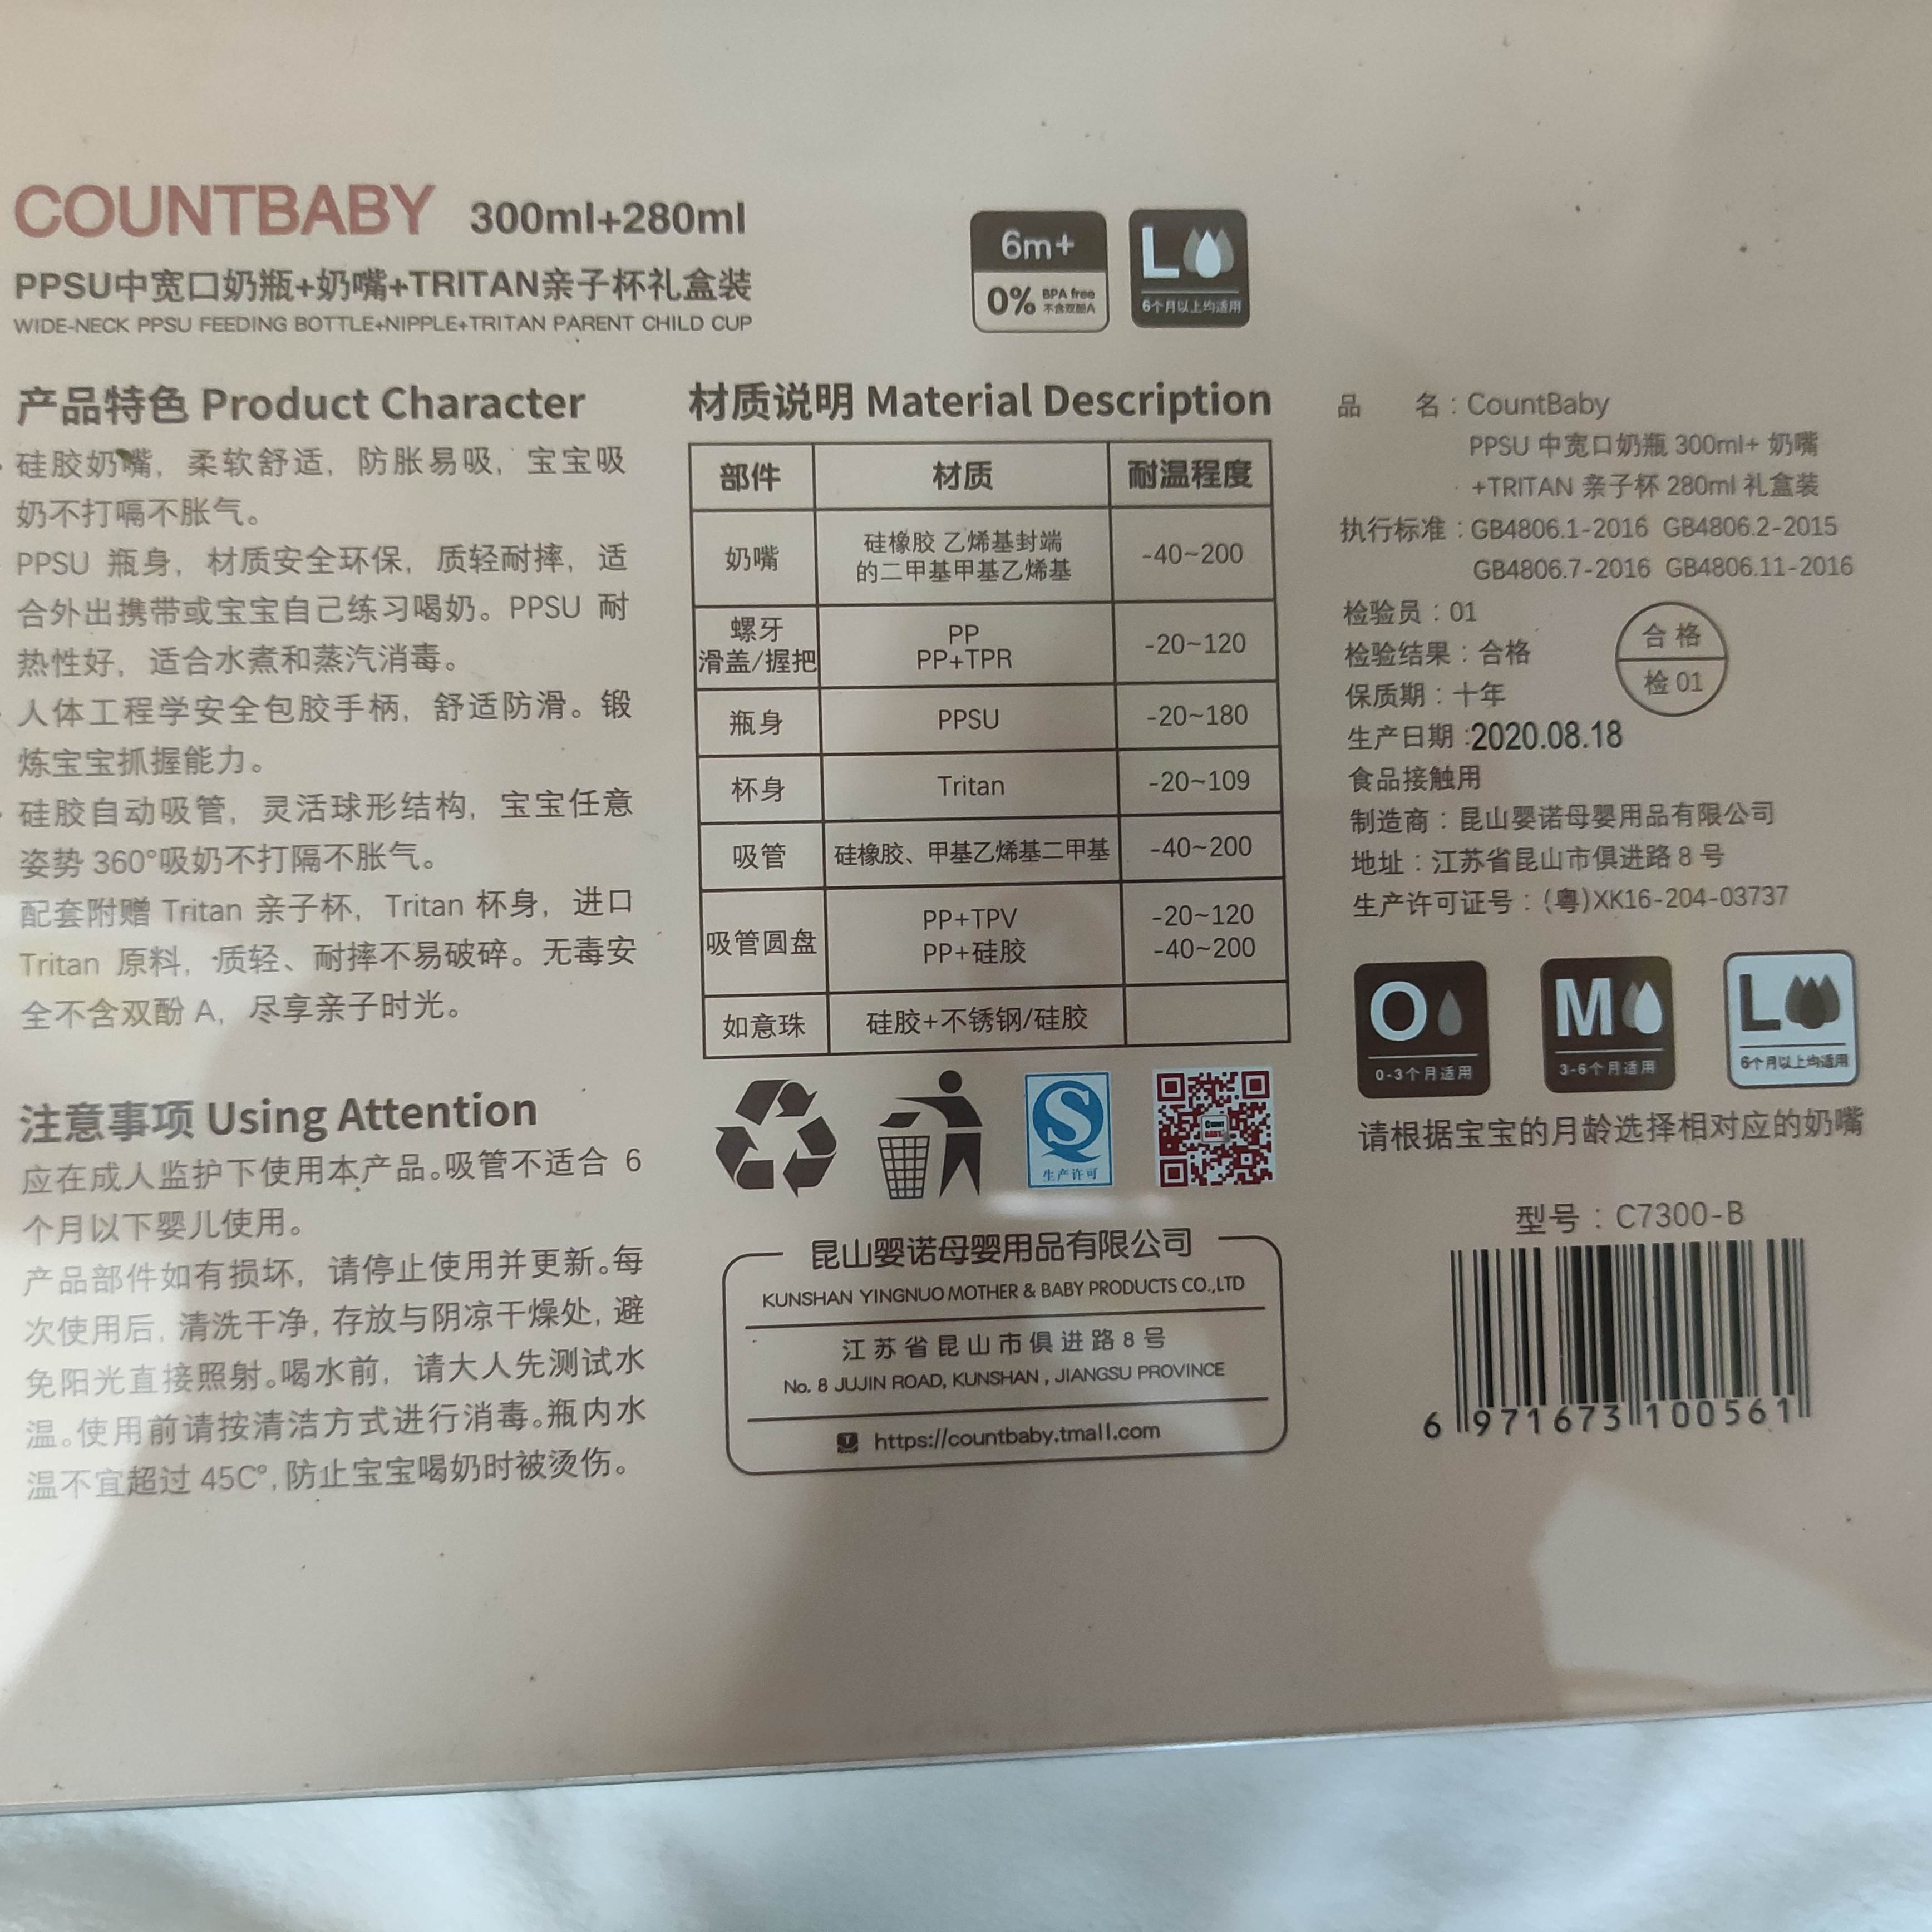 COUNTBABY 300ml+280ml
PPSU中宽口奶瓶+奶嘴+TRITAN亲子杯礼盒装
WIDE-NECK PPSU FEEDING BOTTLE+NIPPLE+TRITAN PARENT CHILD CUP
6m+
0% BPA free
不含双酚A
L
6个月以上均适用
产品特色 Product Character
硅胶奶嘴，柔软舒适，防胀易吸，宝宝吸
奶不打嗝不胀气。
PPSU 瓶身，材质安全环保，质轻耐摔，适
合外出携带或宝宝自己练习喝奶。PPSU 耐
热性好，适合水煮和蒸汽消毒。
人体工程学安全包胶手柄，舒适防滑。锻
炼宝宝抓握能力。
硅胶自动吸管，灵活球形结构，宝宝任意
姿势 360°吸奶不打隔不胀气。
配套附赠 Tritan 亲子杯，Tritan 杯身，进口
Tritan 原料，质轻、耐摔不易破碎。无毒安
全不含双酚 A，尽享亲子时光。
注意事项 Using Attention
应在成人监护下使用本产品。吸管不适合 6
个月以下婴儿使用。
产品部件如有损坏，请停止使用并更新。每
次使用后，清洗干净，存放与阴凉干燥处，避
免阳光直接照射。喝水前，请大人先测试水
温。使用前请按清洁方式进行消毒。瓶内水
温不宜超过 45C°，防止宝宝喝奶时被烫伤。
材质说明 Material Description
部件 材质 耐温程度
奶嘴 硅橡胶 乙烯基封端
的二甲基甲基乙烯基 -40~200
螺牙 PP
滑盖/握把 PP+TPR -20~120
瓶身 PPSU -20~180
杯身 Tritan -20~109
吸管 硅橡胶、甲基乙烯基二甲基 -40~200
吸管圆盘 PP+TPV -20~120
PP+硅胶 -40~200
如意珠 硅胶+不锈钢/硅胶
生产许可
COUNT
BABY
昆山婴诺母婴用品有限公司
KUNSHAN YINGNUO MOTHER & BABY PRODUCTS CO.,LTD
江苏省昆山市俱进路8号
No. 8 JUJIN ROAD, KUNSHAN , JIANGSU PROVINCE
https://countbaby.tmall.com
品 名：CountBaby
PPSU 中宽口奶瓶 300ml+ 奶嘴
+TRITAN 亲子杯 280ml 礼盒装
执行标准：GB4806.1-2016 GB4806.2-2015
GB4806.7-2016 GB4806.11-2016
检验员：01
检验结果：合格
保质期：十年
合格
检 01
生产日期:2020.08.18
食品接触用
制造商：昆山婴诺母婴用品有限公司
地址：江苏省昆山市俱进路 8 号
生产许可证号：(粤)XK16-204-03737
O
0-3个月适用
M
3-6个月适用
L
6个月以上均适用
请根据宝宝的月龄选择相对应的奶嘴
型号：C7300-B
6 971673 100561